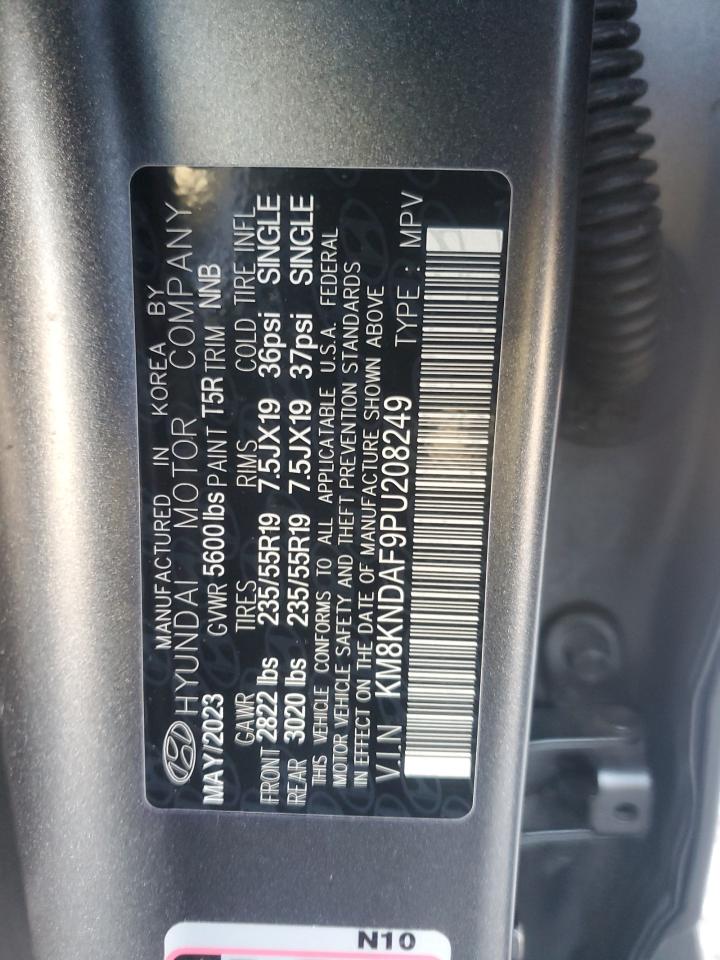 MANUFACTURED IN KOREA BY
HYUNDAI MOTOR COMPANY
MAY/2023 GVWR 5600 lbs PAINT T5R TRIM NNB
GAWR TIRES RIMS COLD TIRE INFL
FRONT 2822 lbs 235/55R19 7.5JX19 36psi SINGLE
REAR 3020 lbs 235/55R19 7.5JX19 37psi SINGLE
THIS VEHICLE CONFORMS TO ALL APPLICATABLE U.S.A. FEDERAL
MOTOR VEHICLE SAFETY AND THEFT PREVENTION STANDARDS
IN EFFECT ON THE DATE OF MANUFACTURE SHOWN ABOVE
V.I.N KM8KNDAF9PU208249 TYPE : MPV
N10